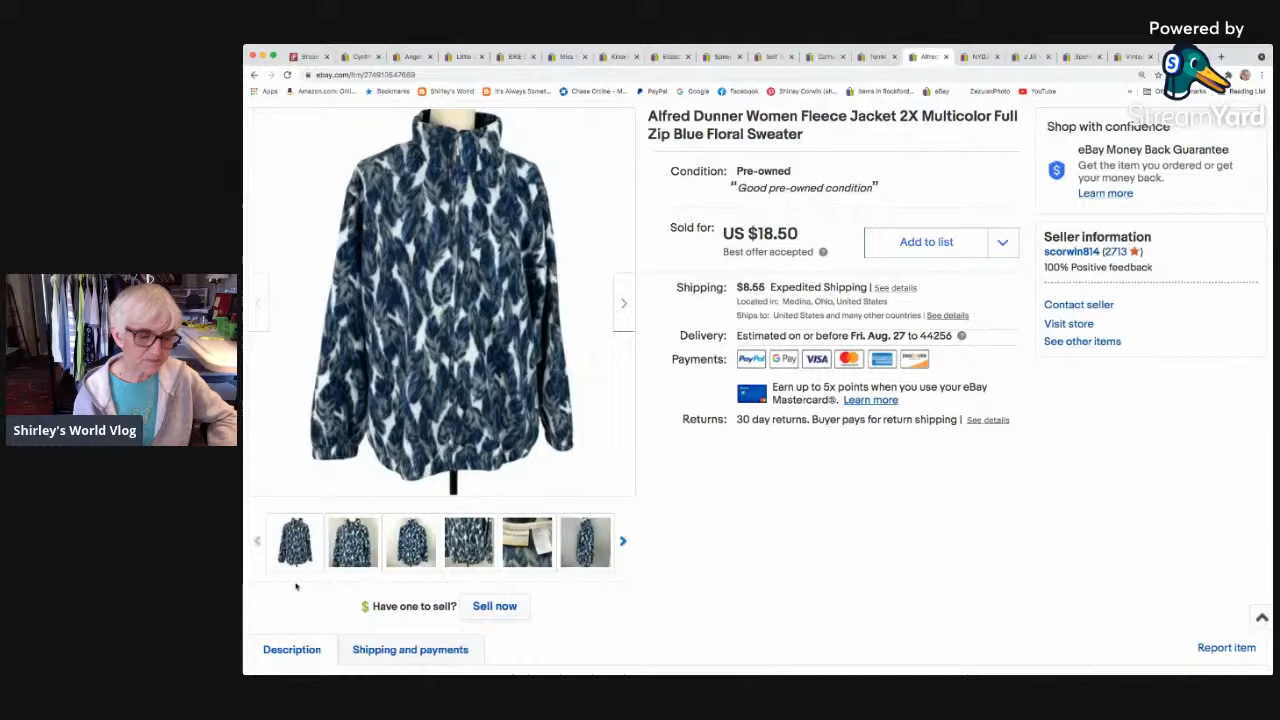 Powered by
StreamYard
Apps
Amazon.com: Onli...
Bookmarks
Shirley's World
It's Always Somet...
Chase Online - M...
PayPal
Google
Facebook
Shirley Corwin (sh...
Items in Rockford...
eBay
ZezuiakPhoto
YouTube
Reading List
Alfred Dunner Women Fleece Jacket 2X Multicolor Full
Zip Blue Floral Sweater
Condition: Pre-owned
"Good pre-owned condition"
Sold for: US $18.50
Best offer accepted
Add to list
Shipping: $8.55 Expedited Shipping | See details
Located in: Medina, Ohio, United States
Ships to: United States and many other countries | See details
Delivery: Estimated on or before Fri. Aug. 27 to 44256
Payments: PayPal G Pay VISA
Earn up to 5x points when you use your eBay
Mastercard®. Learn more
Returns: 30 day returns. Buyer pays for return shipping | See details
Shop with confidence
eBay Money Back Guarantee
Get the item you ordered or get
your money back.
Learn more
Seller information
scorwin814 (2713)
100% Positive feedback
Contact seller
Visit store
See other items
Shirley's World Vlog
Have one to sell? Sell now
Description
Shipping and payments
Report item